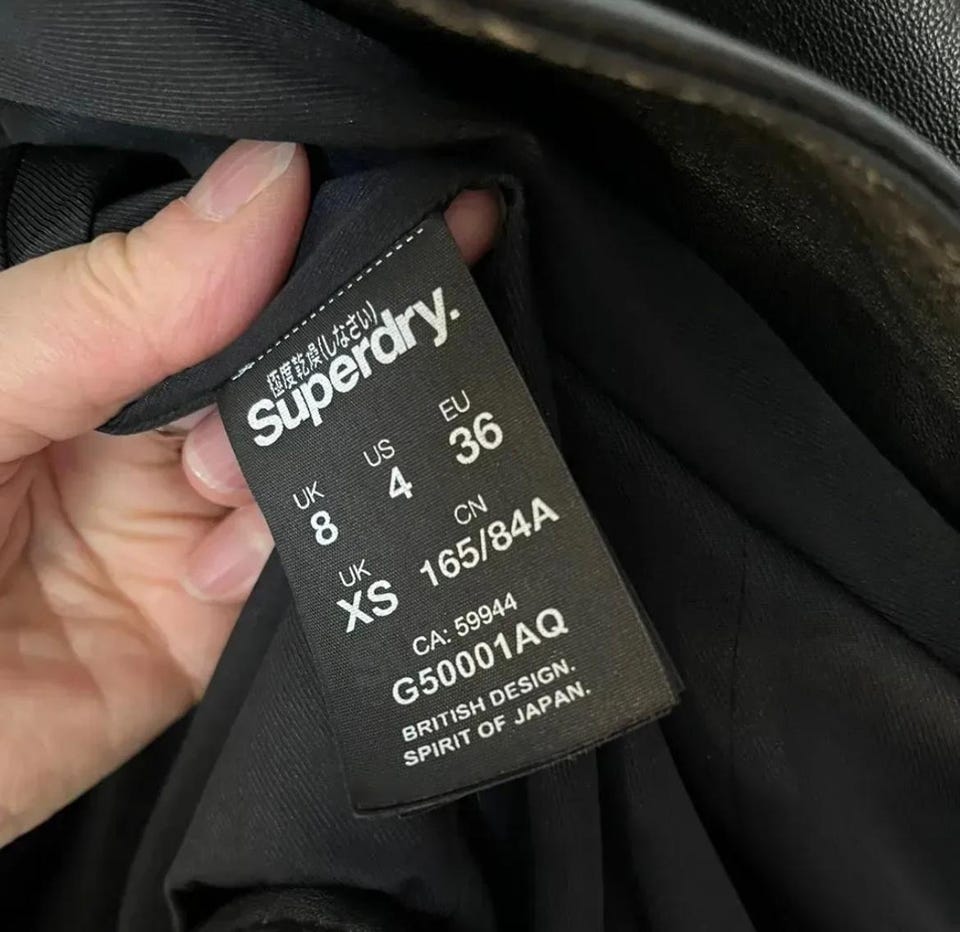 極度乾燥(しなさい)
Superdry.
UK US EU
8 4 36
UK CN
XS 165/84A
CA: 59944
G50001AQ
BRITISH DESIGN.
SPIRIT OF JAPAN.